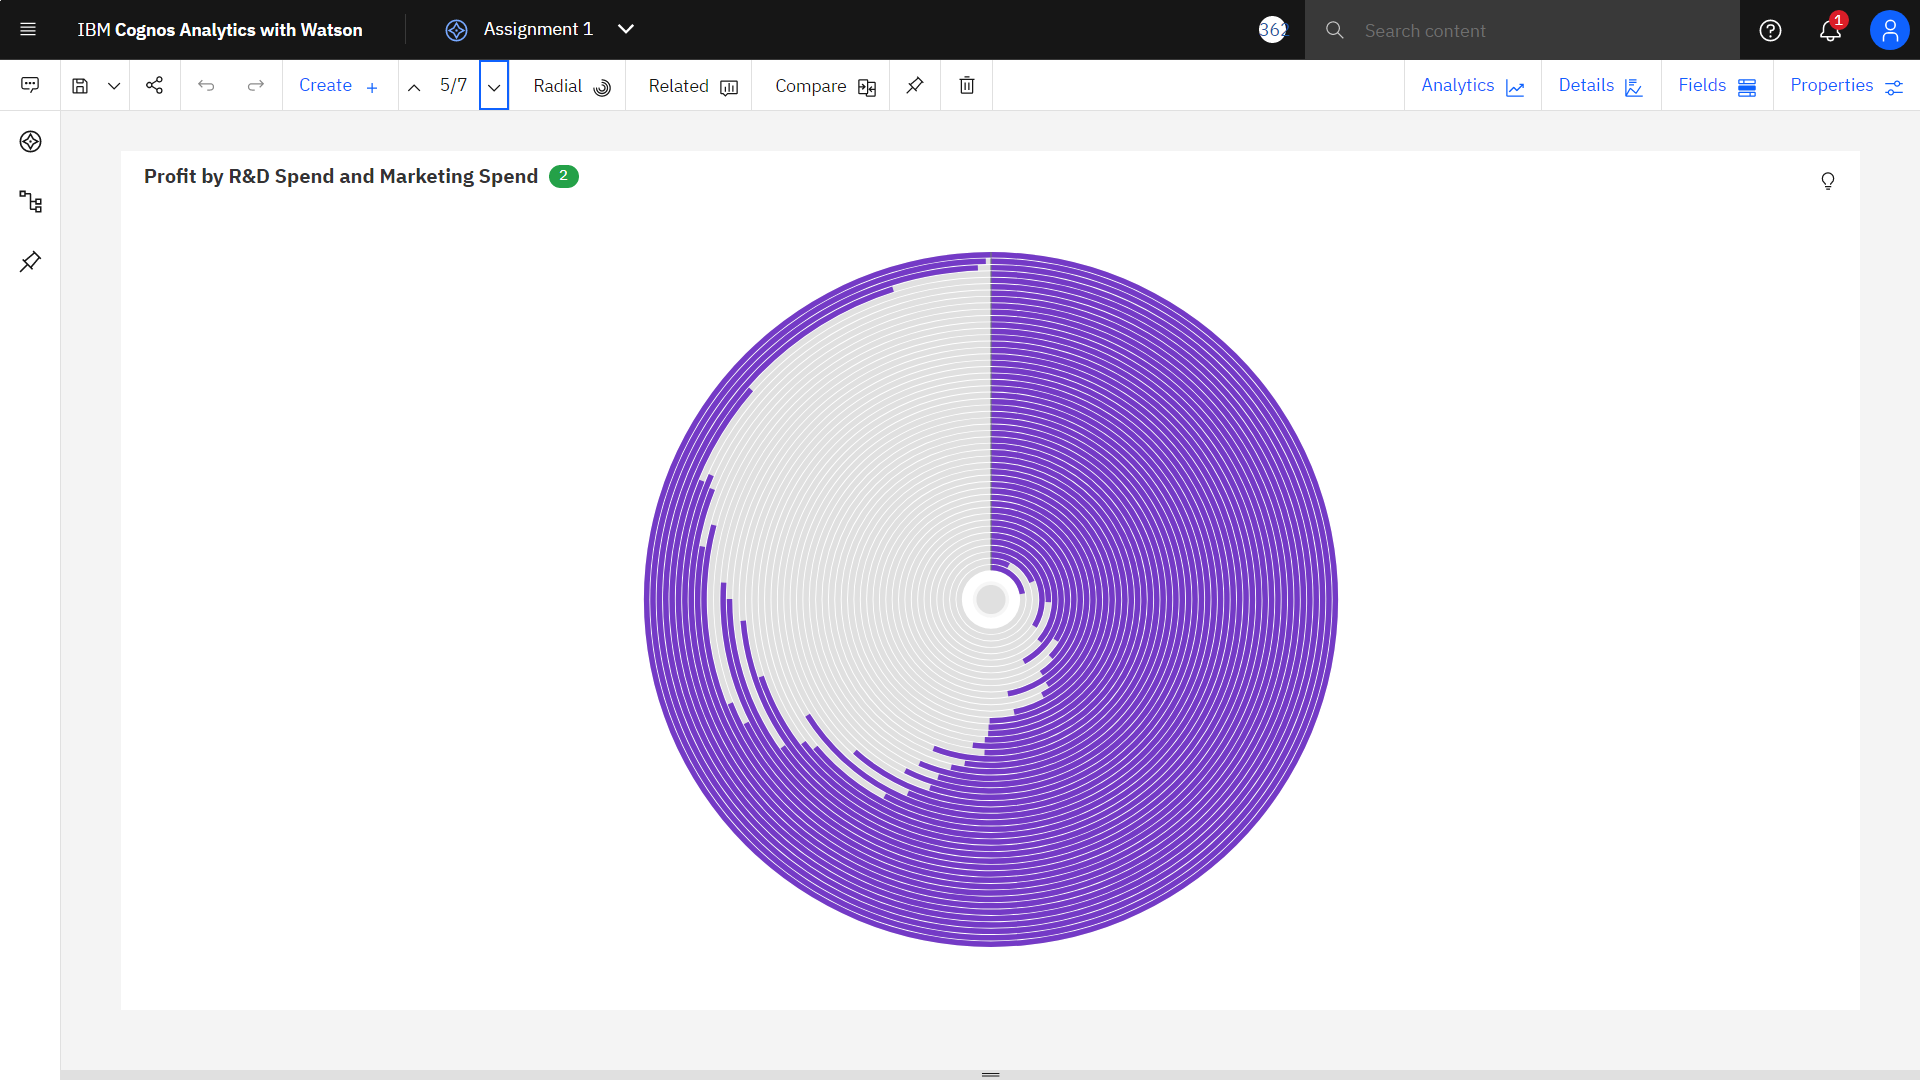 IBM Cognos Analytics with Watson
Assignment 1
362
Search content
1
Create
5/7
Radial
Related
Compare
Analytics
Details
Fields
Properties
Profit by R&D Spend and Marketing Spend 2